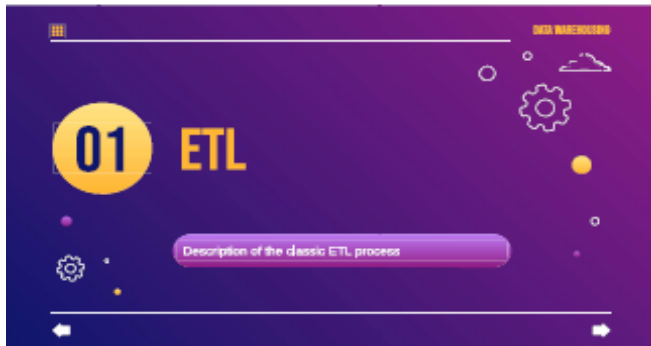 DATA WAREHOUSING
01
ETL
Description of the classic ETL process